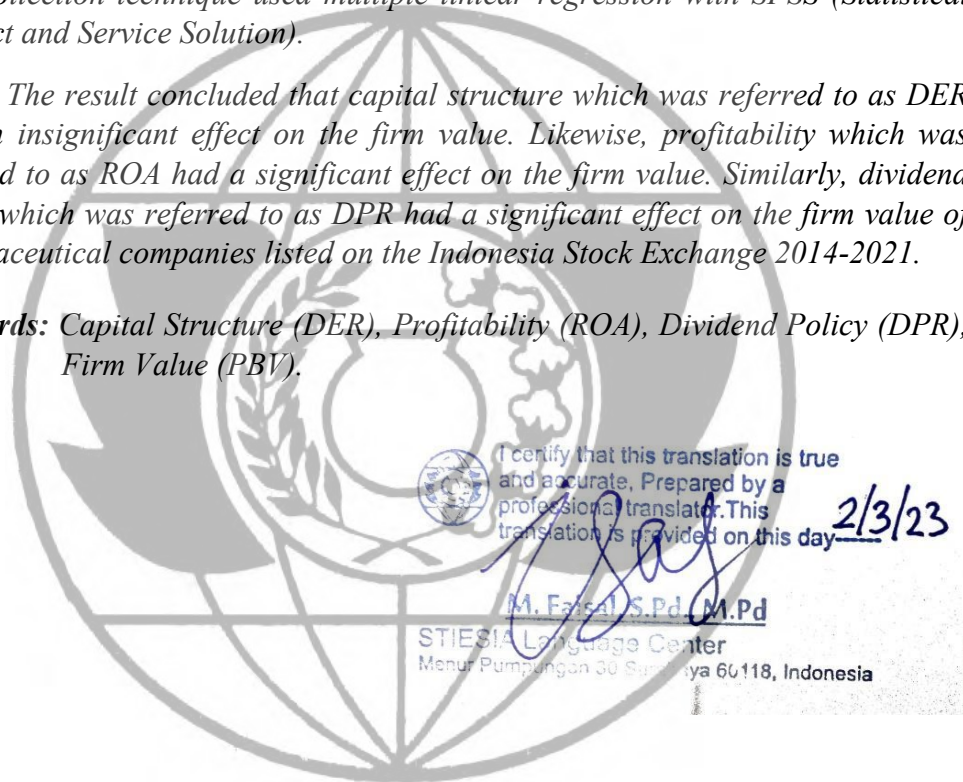 collection technique used multiple linear regression with SPSS (Statistical
ct and Service Solution).
The result concluded that capital structure which was referred to as DER
n insignificant effect on the firm value. Likewise, profitability which was
d to as ROA had a significant effect on the firm value. Similarly, dividend
which was referred to as DPR had a significant effect on the firm value of
aceutical companies listed on the Indonesia Stock Exchange 2014-2021.
rds: Capital Structure (DER), Profitability (ROA), Dividend Policy (DPR),
Firm Value (PBV).
I certify that this translation is true
and accurate, Prepared by a
professional translator.This
translation is provided on this day 2/3/23
M. Faisal, S.Pd., M.Pd
STIESIA Language Center
Menur Pumpungan 30 Surabaya 60118, Indonesia